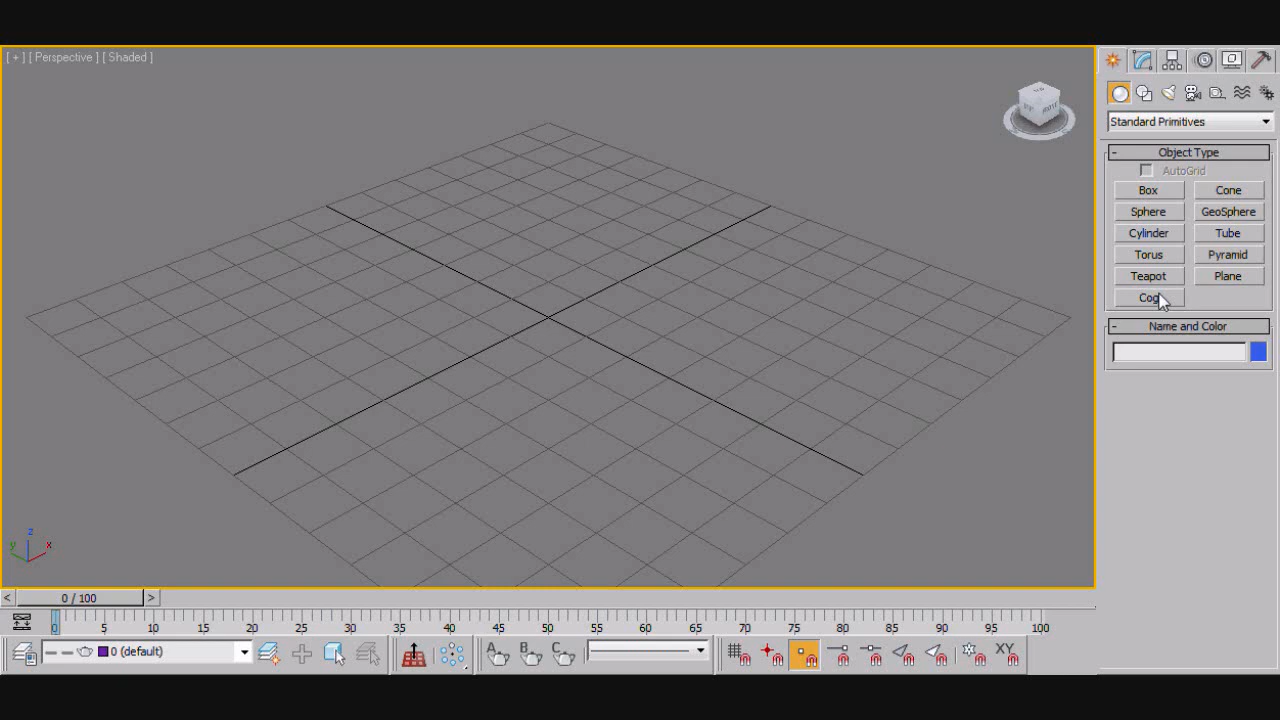 [ + ] [ Perspective ] [ Shaded ]
Standard Primitives
- Object Type
AutoGrid
Box Cone
Sphere GeoSphere
Cylinder Tube
Torus Pyramid
Teapot Plane
Cog
- Name and Color
z
y x
< 0 / 100 >
0 5 10 15 20 25 30 35 40 45 50 55 60 65 70 75 80 85 90 95 100
0 (default) A B C XY